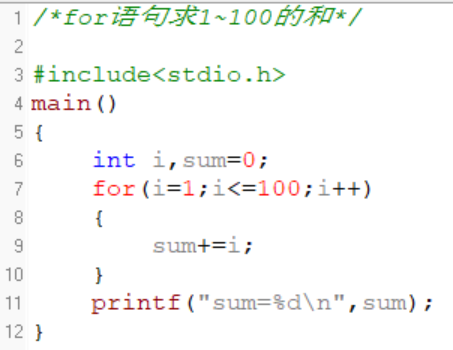 1 /*for语句求1~100的和*/
2
3 #include<stdio.h>
4 main()
5 {
6 int i,sum=0;
7 for(i=1;i<=100;i++)
8 {
9 sum+=i;
10 }
11 printf("sum=%d\n",sum);
12 }